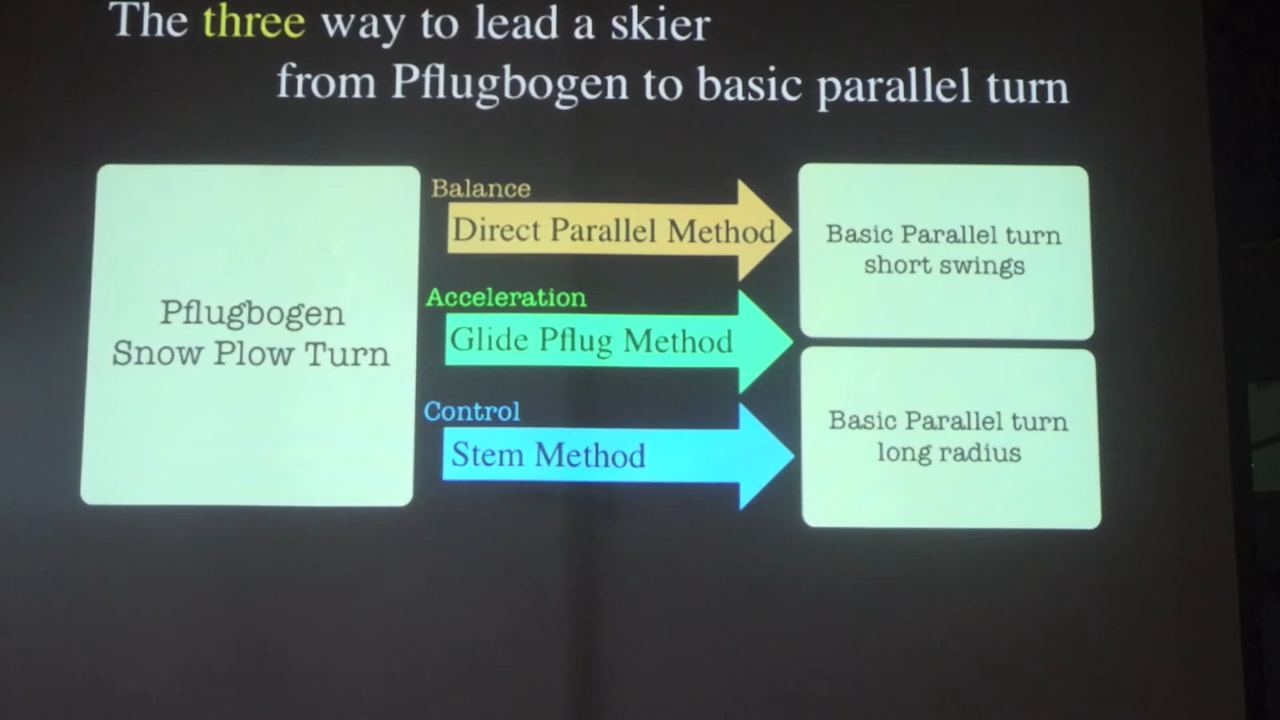 The three way to lead a skier
from Pflugbogen to basic parallel turn
Pflugbogen
Snow Plow Turn
Balance
Direct Parallel Method
Acceleration
Glide Pflug Method
Control
Stem Method
Basic Parallel turn
short swings
Basic Parallel turn
long radius